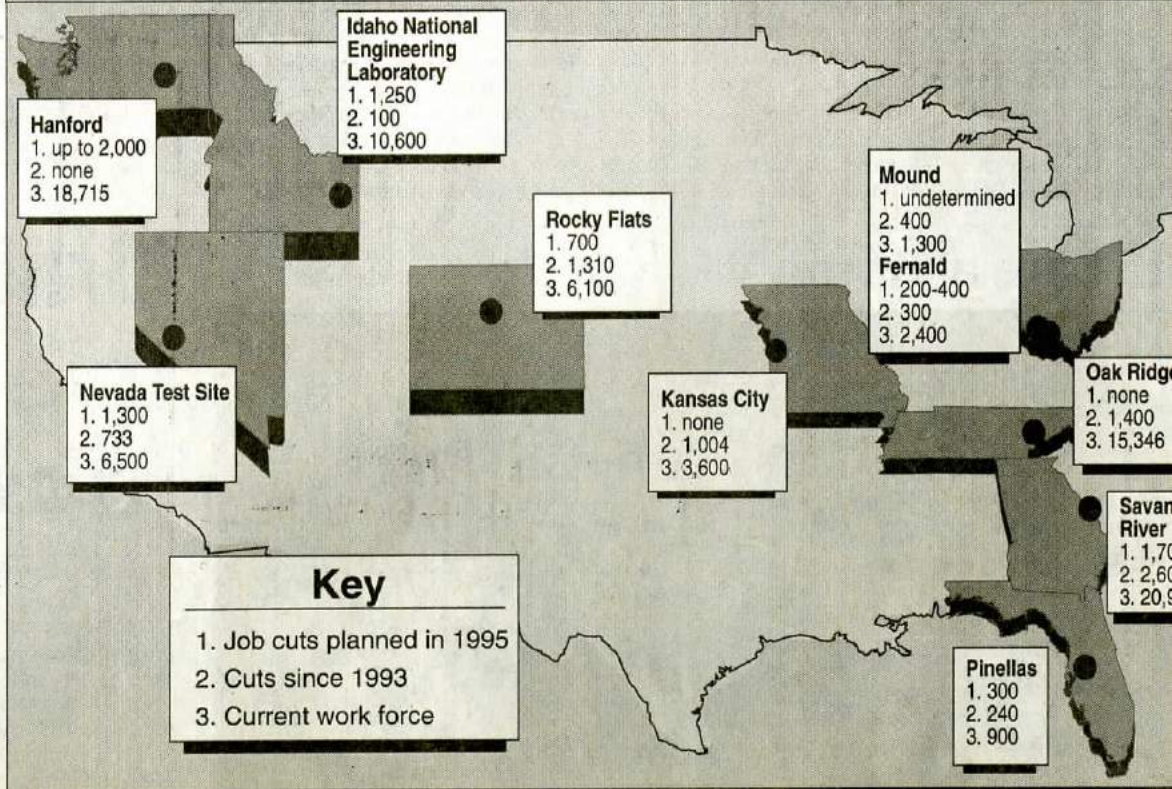 Idaho National
Engineering
Laboratory
1. 1,250
2. 100
3. 10,600
Hanford
1. up to 2,000
2. none
3. 18,715
Mound
1. undetermined
2. 400
3. 1,300
Fernald
1. 200-400
2. 300
3. 2,400
Rocky Flats
1. 700
2. 1,310
3. 6,100
Nevada Test Site
1. 1,300
2. 733
3. 6,500
Kansas City
1. none
2. 1,004
3. 3,600
Oak Ridge
1. none
2. 1,400
3. 15,346
River
1.
2.
3.
Key
1. Job cuts planned in 1995
2. Cuts since 1993
3. Current work force
Pinellas
1. 300
2. 240
3. 900